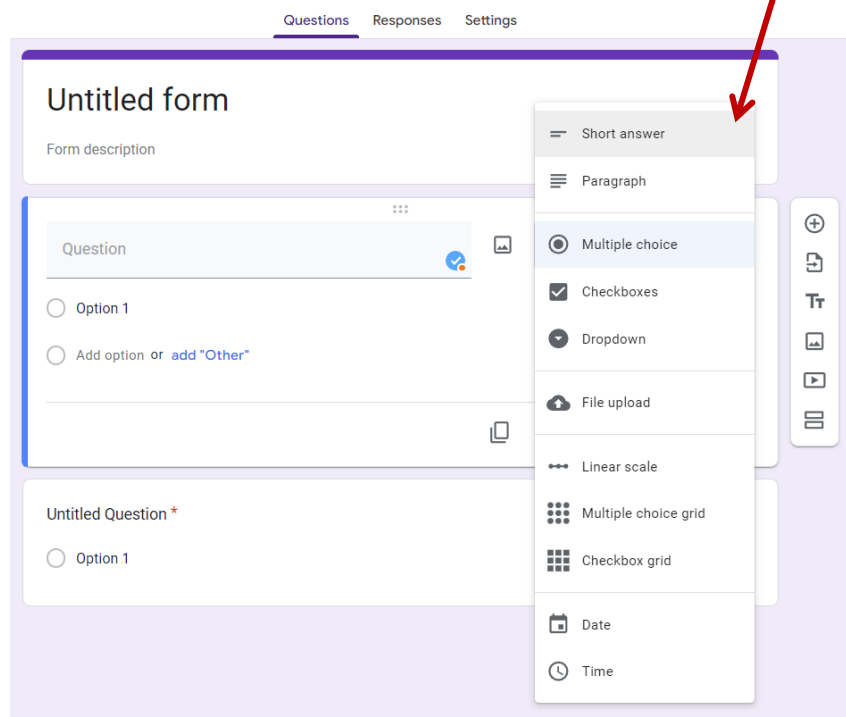 Questions Responses Settings
Untitled form
Form description
Question
Option 1
Add option or add "Other"
Untitled Question *
Option 1
Short answer
Paragraph
Multiple choice
Checkboxes
Dropdown
File upload
Linear scale
Multiple choice grid
Checkbox grid
Date
Time
Tт